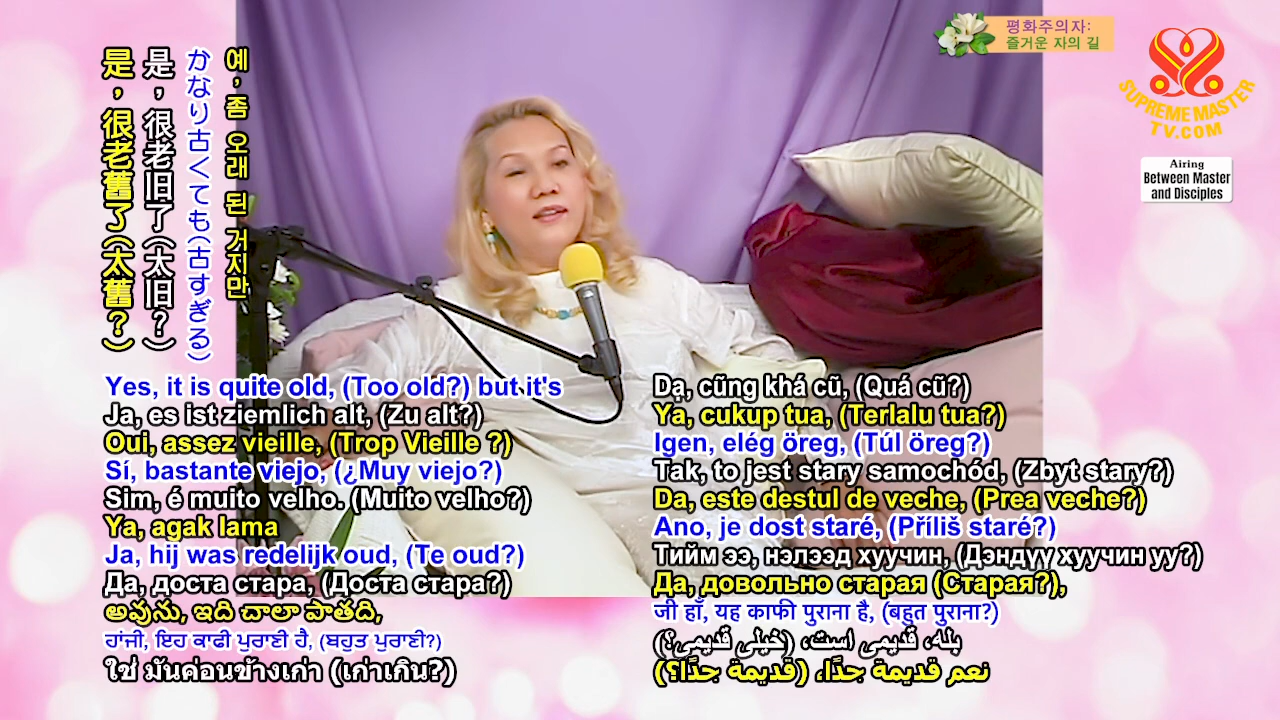 평화주의자:
즐거운 자의 길
SUPREME MASTER
TV.COM
Airing
Between Master
and Disciples
예, 좀 오래 된 거지만
かなり古くても(古すぎる)
是，很老旧了(太旧？)
是，很老舊了(太舊？)
Yes, it is quite old, (Too old?) but it's
Ja, es ist ziemlich alt, (Zu alt?)
Oui, assez vieille, (Trop Vieille ?)
Sí, bastante viejo, (¿Muy viejo?)
Sim, é muito velho. (Muito velho?)
Ya, agak lama
Ja, hij was redelijk oud, (Te oud?)
Да, доста стара, (Доста стара?)
అవును, ఇది చాలా పాతది,
ਹਾਂਜੀ, ਇਹ ਕਾਫੀ ਪੁਰਾਣੀ ਹੈ, (ਬਹੁਤ ਪੁਰਾਣੀ?)
ใช่ มันค่อนข้างเก่า (เก่าเกิน?)
Dạ, cũng khá cũ, (Quá cũ?)
Ya, cukup tua, (Terlalu tua?)
Igen, elég öreg, (Túl öreg?)
Tak, to jest stary samochód, (Zbyt stary?)
Da, este destul de veche, (Prea veche?)
Ano, je dost staré, (Příliš staré?)
Тийм ээ, нэлээд хуучин, (Дэндүү хуучин уу?)
Да, довольно старая (Старая?),
जी हाँ, यह काफी पुराना है, (बहुत पुराना?)
بله، قدیمی است، (خیلی قدیمی؟)
نعم قديمة جدًا، (قديمة جدًا؟)